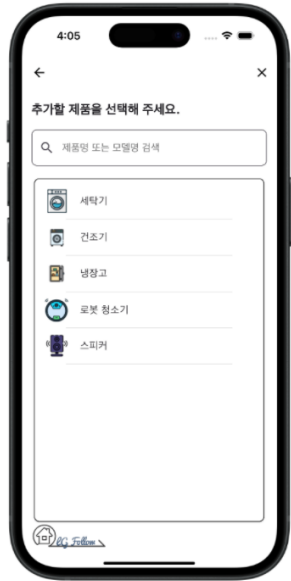 4:05
추가할 제품을 선택해 주세요.
제품명 또는 모델명 검색
세탁기
건조기
냉장고
로봇 청소기
스피커
LG Follow